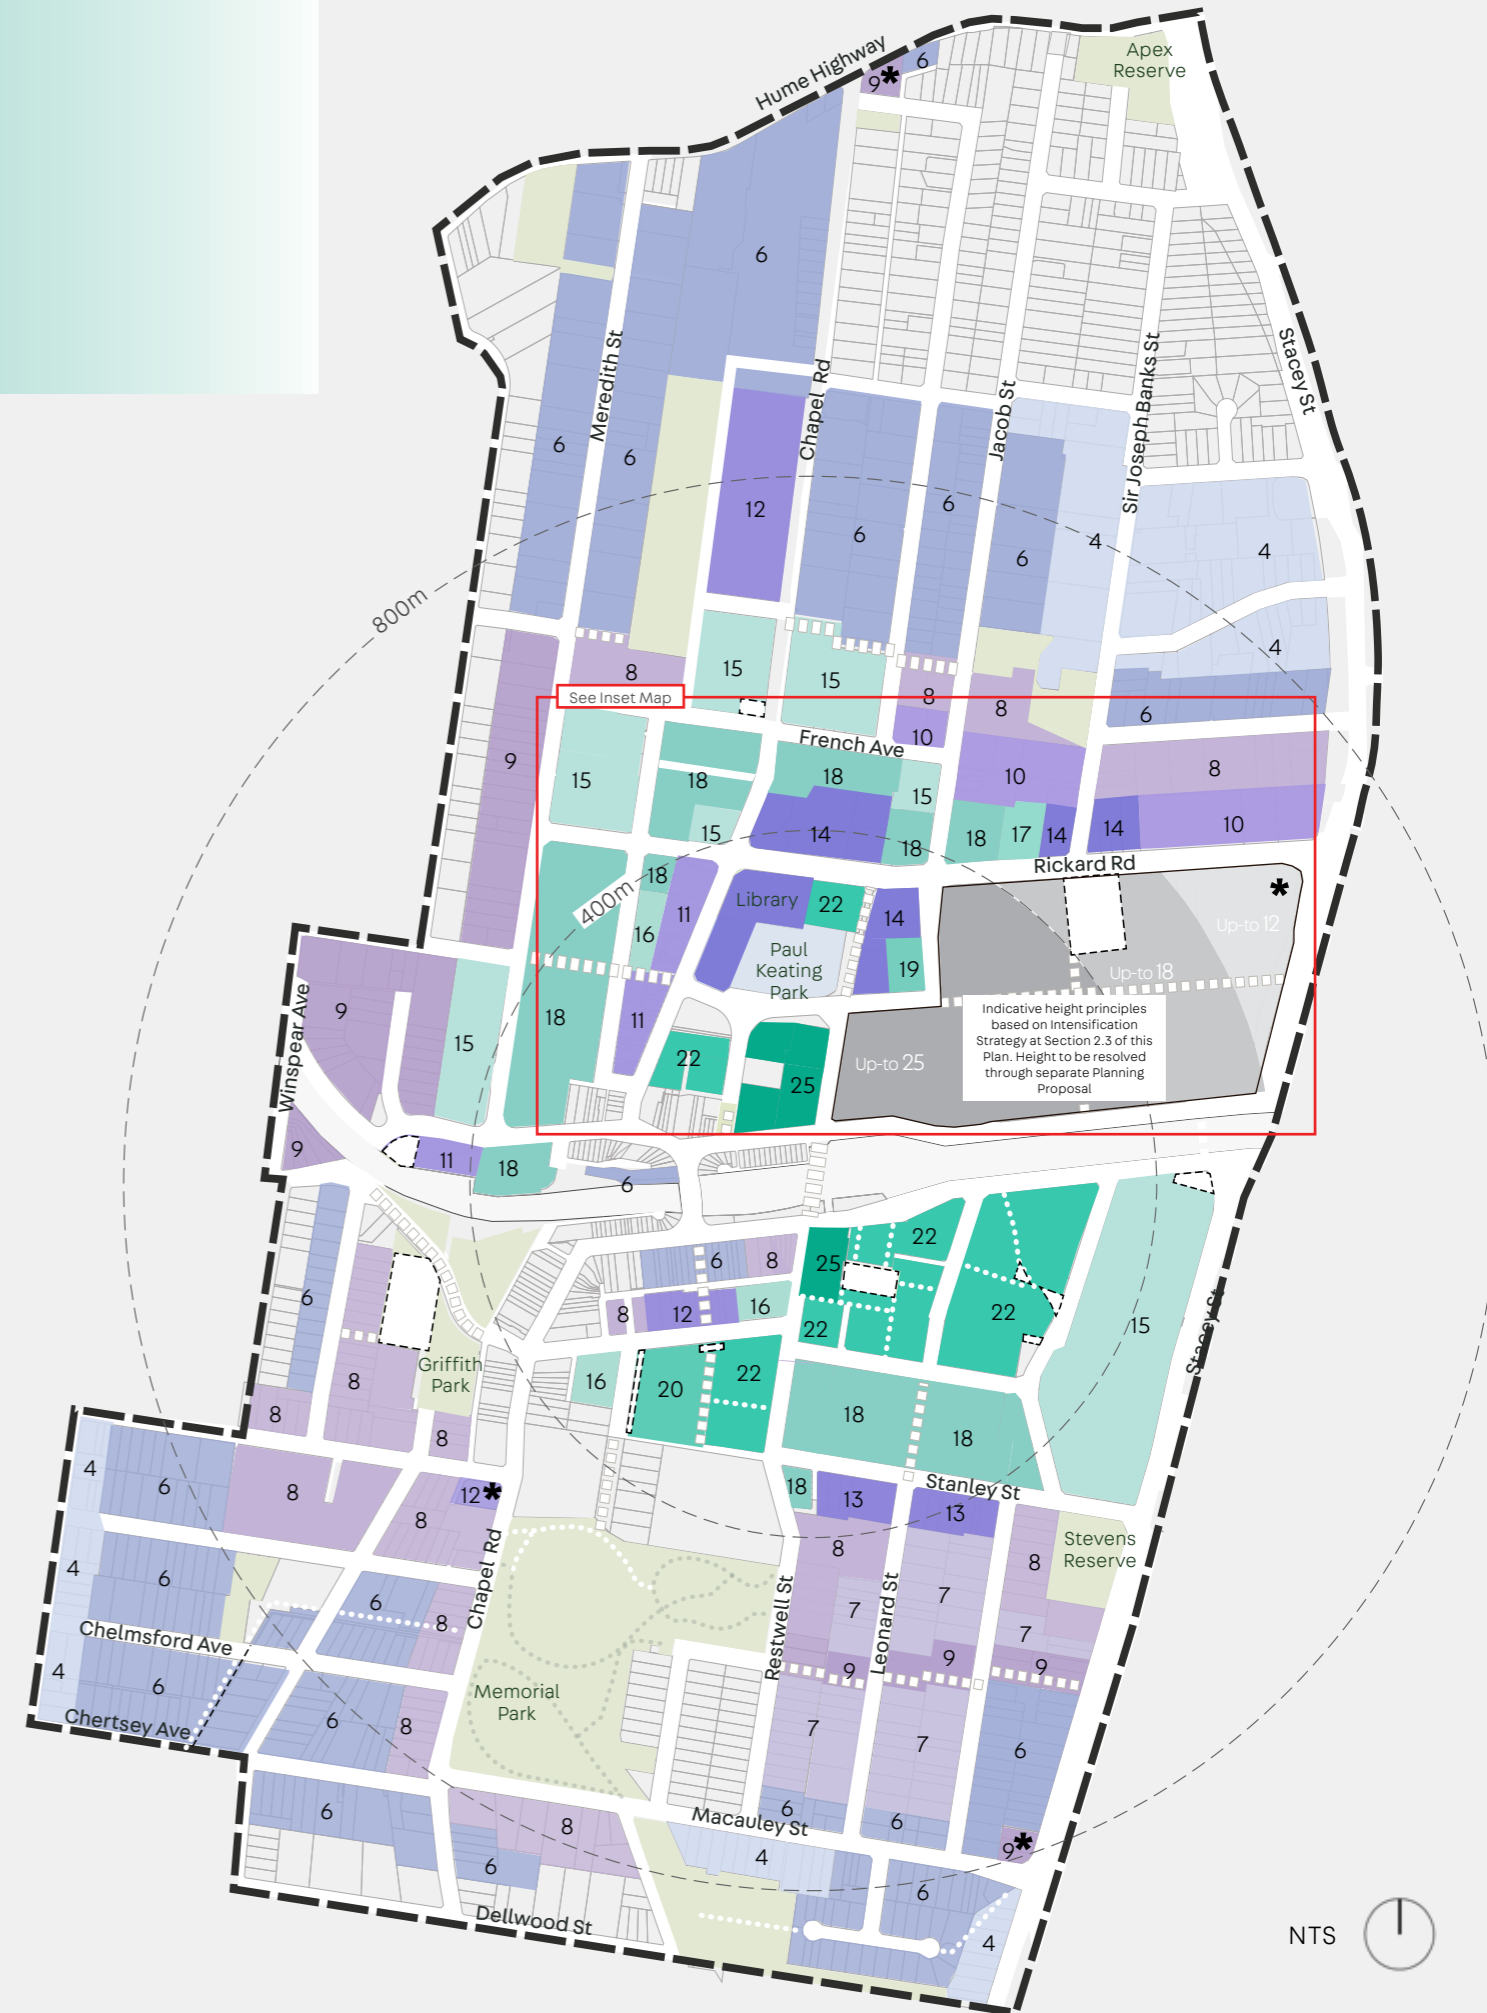 Hume Highway
Apex
Reserve
6
9*
6
Meredith St
Chapel Rd
Jacob St
Sir Joseph Banks St
Stacey St
6
6
12
6
6
6
4
4
800m
4
8
15
15
8
8
6
See Inset Map
French Ave
10
9
15
18
18
15
10
8
15
14
18
18
17
14
14
10
Rickard Rd
18
400m
11
Library
22
14
*
Up-to 12
16
Paul
Keating
Park
19
Up-to 18
Winspear Ave
9
15
18
11
22
25
Up-to 25
Indicative height principles
based on Intensification
Strategy at Section 2.3 of this
Plan. Height to be resolved
through separate Planning
Proposal
9
11
18
6
6
6
8
25
22
22
15
Stacey St
8
12
16
22
Griffith
Park
8
16
20
22
18
18
8
8
4
6
8
12*
8
18
13
13
Stanley St
Stevens
Reserve
4
6
6
8
Chapel Rd
8
7
7
8
7
Restwell St
Leonard St
9
9
9
Chelmsford Ave
4
6
Chertsey Ave
6
8
Memorial
Park
7
7
6
6
8
6
6
6
9*
Macauley St
4
6
4
Dellwood St
NTS